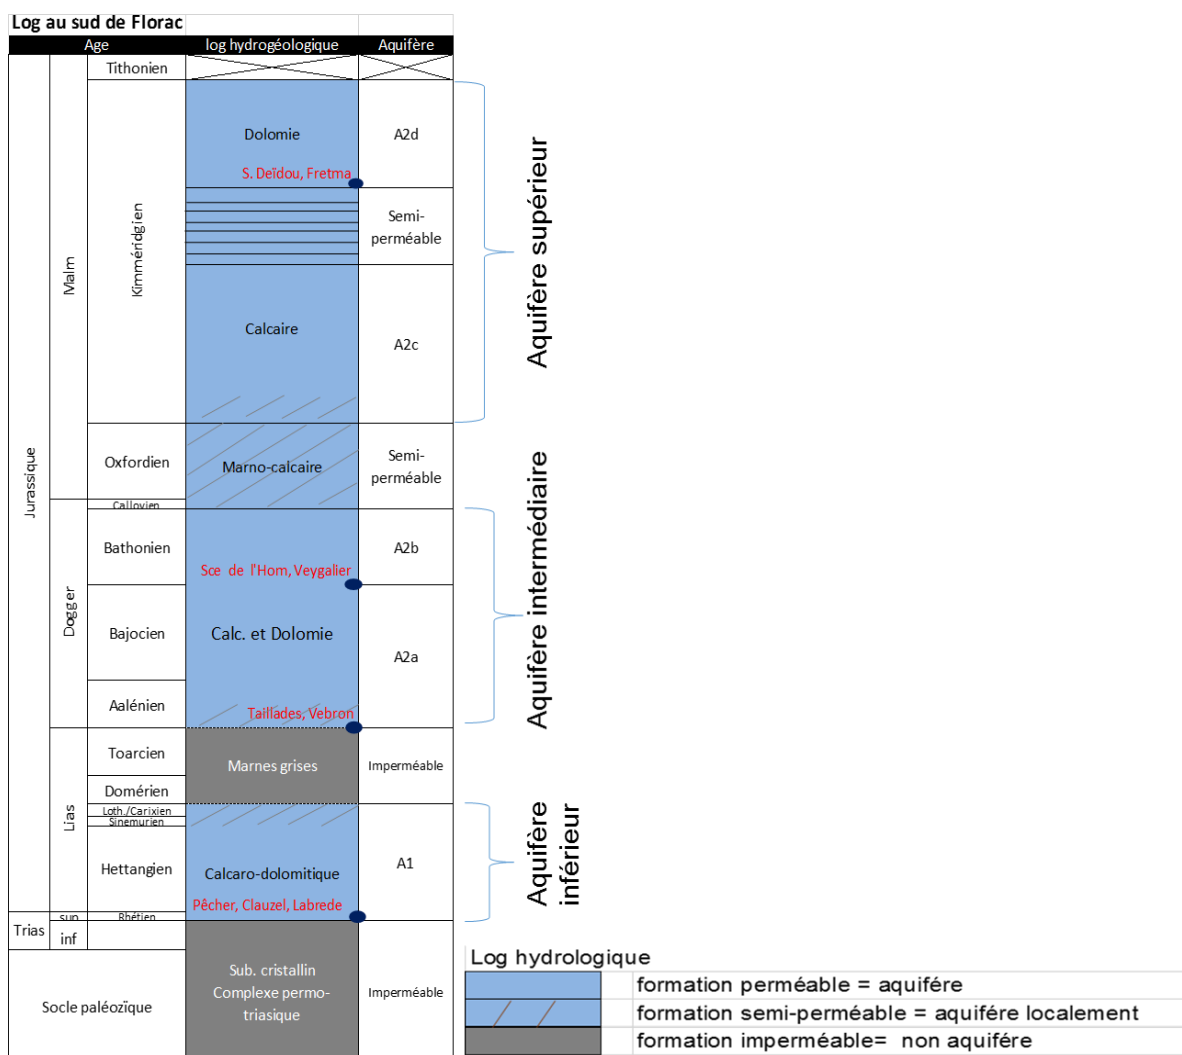 Log au sud de Florac
Age
log hydrogéologique
Aquifère
Tithonien
Dolomie
A2d
S. Deïdou, Fretma
Semi-
perméable
Kimméridgien
Malm
Calcaire
A2c
Aquifère supérieur
Jurassique
Oxfordien
Marno-calcaire
Semi-
perméable
Callovien
Bathonien
A2b
Sce de l'Hom, Veygalier
Dogger
Bajocien
Calc. et Dolomie
A2a
Aalénien
Taillades, Vebron
Aquifère intermédiaire
Toarcien
Marnes grises
Imperméable
Domérien
Lias
Loth./Carixien
Sinemurien
Hettangien
Calcaro-dolomitique
A1
Pêcher, Clauzel, Labrede
Aquifère
inférieur
Trias
sup
Rhétien
inf
Socle paléozïque
Sub. cristallin
Complexe permo-
triasique
Imperméable
Log hydrologique
formation perméable = aquifére
formation semi-perméable = aquifére localement
formation imperméable= non aquifére